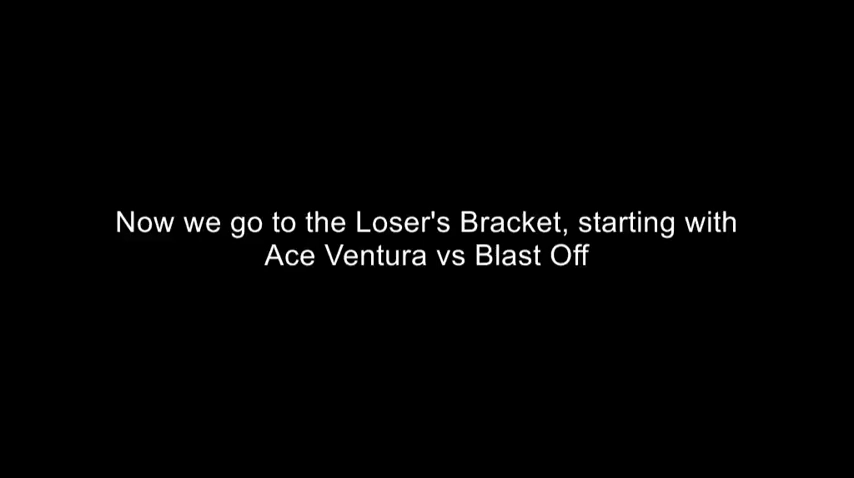 Now we go to the Loser's Bracket, starting with
Ace Ventura vs Blast Off